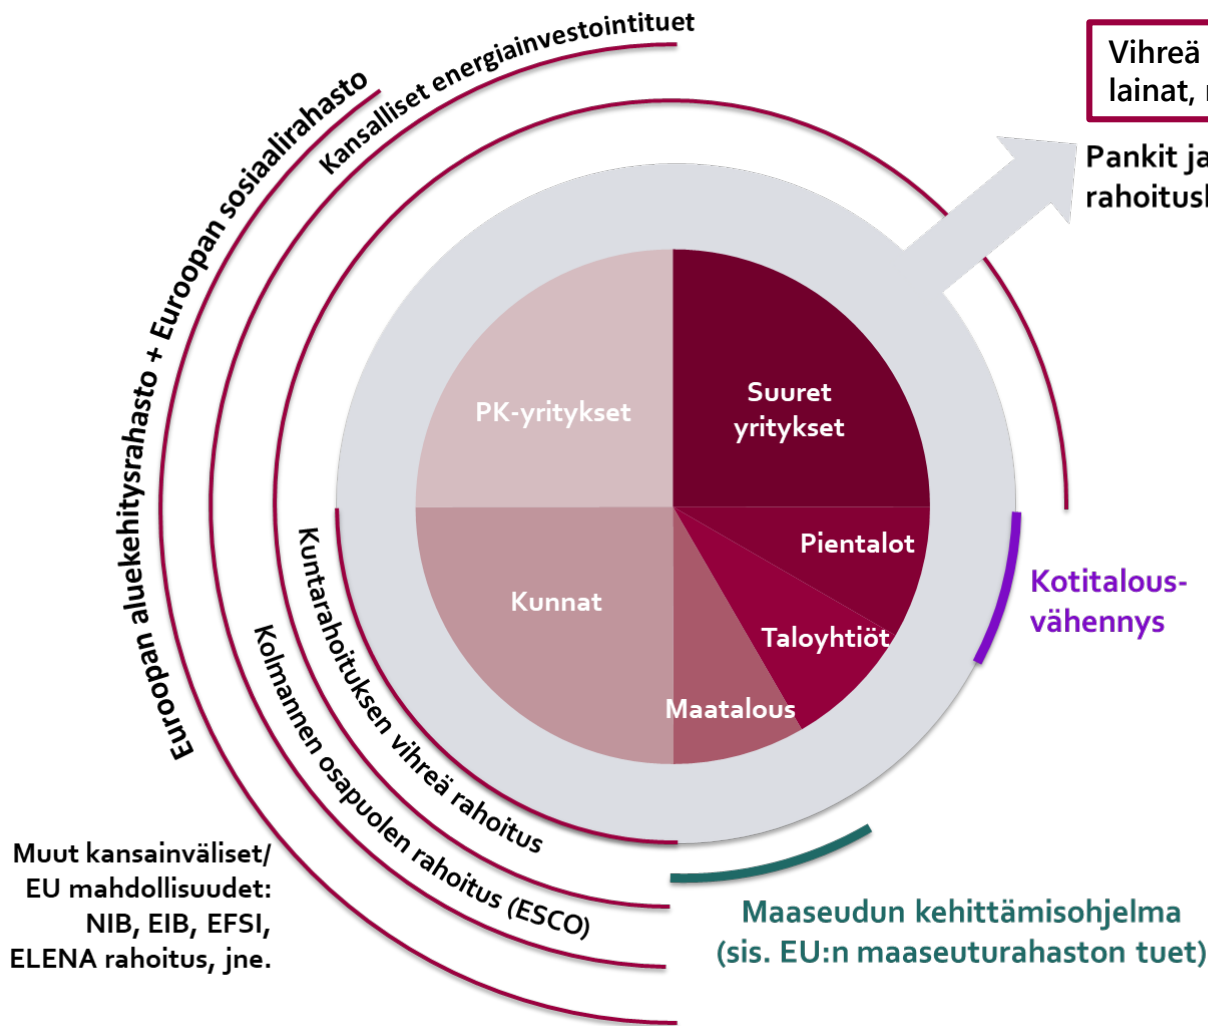 Kansalliset energiainvestointituet
Euroopan aluekehitysrahasto + Euroopan sosiaalirahasto
Vihreä
lainat,
Pankit ja
PK-yritykset
Suuret
yritykset
Pientalot
Kunnat
Taloyhtiöt
Maatalous
Kotitalous-
vähennys
Kuntarahoituksen vihreä rahoitus
Kolmannen osapuolen rahoitus (ESCO)
Muut kansainväliset/
EU mahdollisuudet:
NIB, EIB, EFSI,
ELENA rahoitus, jne.
Maaseudun kehittämisohjelma
(sis. EU:n maaseuturahaston tuet)